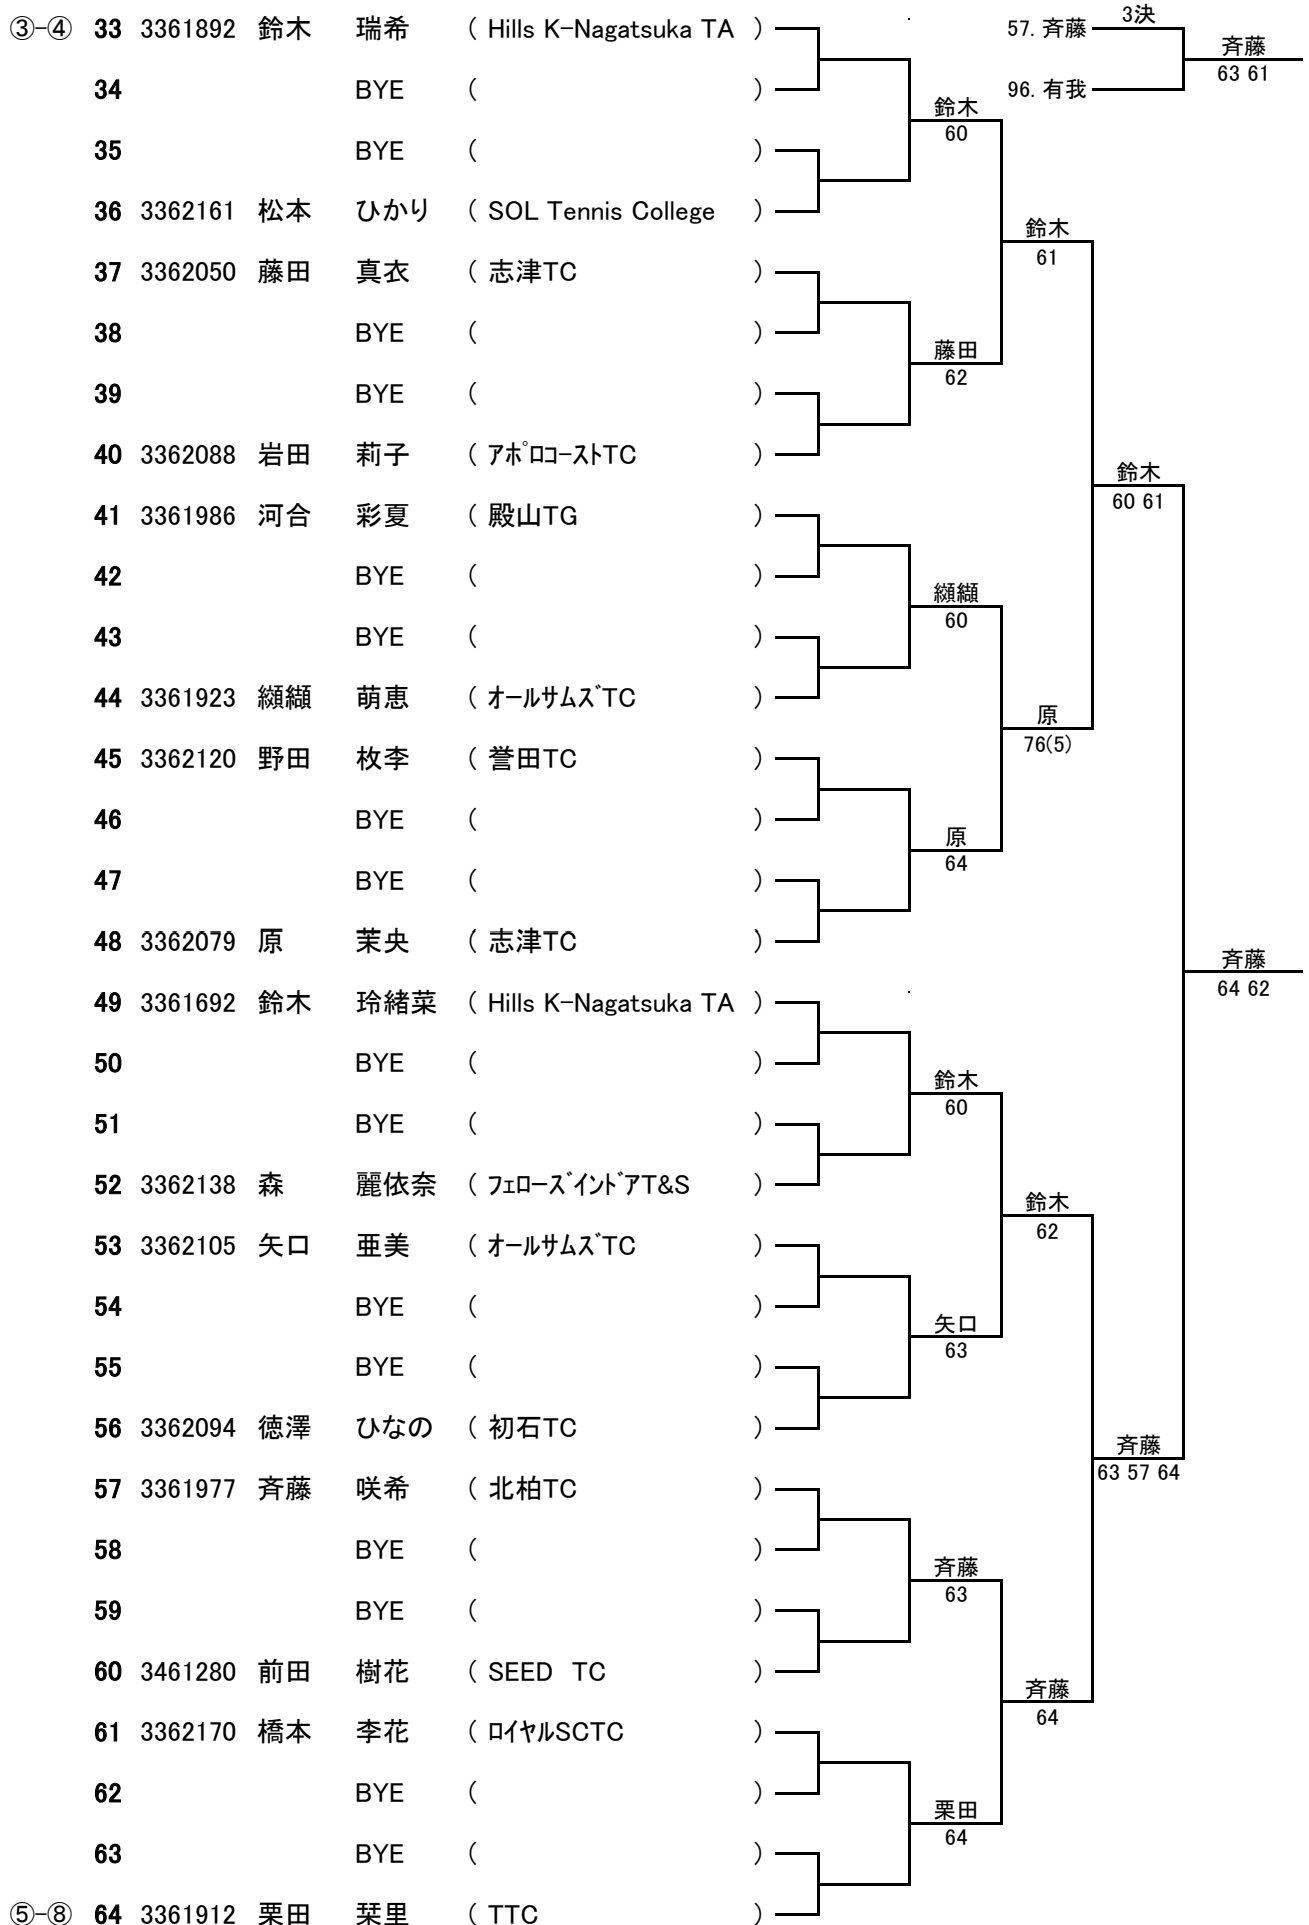 ③-④ 33 3361892 鈴木 瑞希 ( Hills K-Nagatsuka TA )
34 BYE ( )
35 BYE ( )
36 3362161 松本 ひかり ( SOL Tennis College )
37 3362050 藤田 真衣 ( 志津TC )
38 BYE ( )
39 BYE ( )
40 3362088 岩田 莉子 ( ｱﾎﾟﾛｺｰｽﾄTC )
41 3361986 河合 彩夏 ( 殿山TG )
42 BYE ( )
43 BYE ( )
44 3361923 纐纈 萌恵 ( ｵｰﾙｻﾑｽﾞTC )
45 3362120 野田 枚李 ( 誉田TC )
46 BYE ( )
47 BYE ( )
48 3362079 原 茉央 ( 志津TC )
49 3361692 鈴木 玲緒菜 ( Hills K-Nagatsuka TA )
50 BYE ( )
51 BYE ( )
52 3362138 森 麗依奈 ( ﾌｪﾛｰｽﾞｲﾝﾄﾞｱT&S )
53 3362105 矢口 亜美 ( ｵｰﾙｻﾑｽﾞTC )
54 BYE ( )
55 BYE ( )
56 3362094 徳澤 ひなの ( 初石TC )
57 3361977 斉藤 咲希 ( 北柏TC )
58 BYE ( )
59 BYE ( )
60 3461280 前田 樹花 ( SEED TC )
61 3362170 橋本 李花 ( ﾛｲﾔﾙSCTC )
62 BYE ( )
63 BYE ( )
⑤-⑧ 64 3361912 栗田 栞里 ( TTC )
鈴木
60
藤田
62
纐纈
60
原
64
鈴木
60
矢口
63
斉藤
63
栗田
64
鈴木
61
原
76(5)
鈴木
62
斉藤
64
鈴木
60 61
斉藤
63 57 64
斉藤
64 62
3決
57. 斉藤
96. 有我
斉藤
63 61